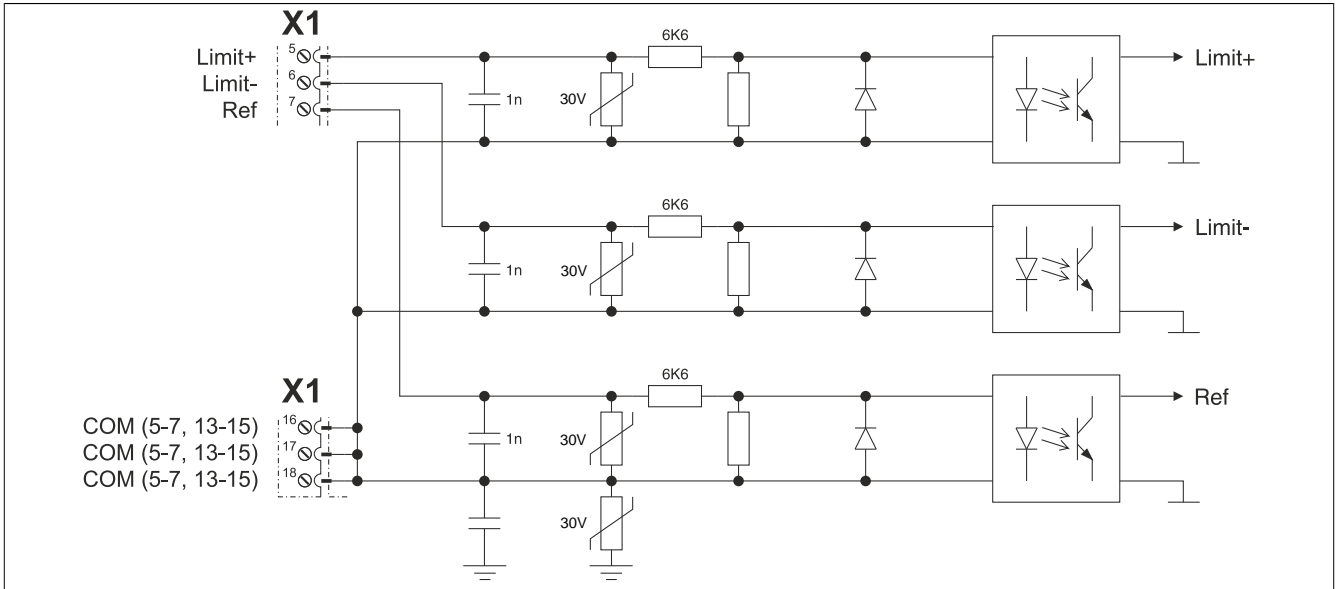 X1
5
Limit+
6
Limit-
7
Ref
6K6
1n
30V
Limit+
6K6
1n
30V
Limit-
X1
16
COM (5-7, 13-15)
17
COM (5-7, 13-15)
18
COM (5-7, 13-15)
6K6
1n
30V
Ref
30V